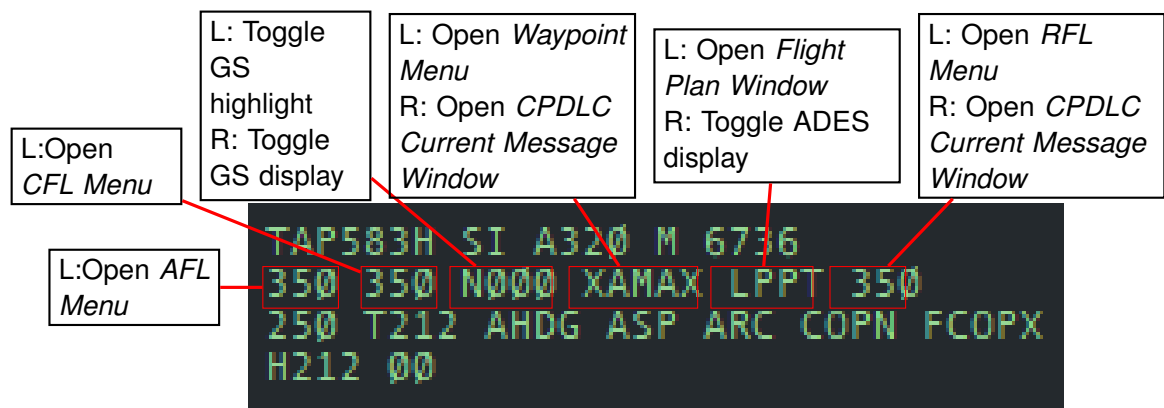 L: Toggle
GS
highlight
R: Toggle
GS display
L: Open Waypoint
Menu
R: Open CPDLC
Current Message
Window
L: Open Flight
Plan Window
R: Toggle ADES
display
L: Open RFL
Menu
R: Open CPDLC
Current Message
Window
L:Open
CFL Menu
L:Open AFL
Menu
TAP583H SI A320 M 6736
350 350 N000 XAMAX LPPT 350
250 T212 AHDG ASP ARC COPN FCOPX
H212 00